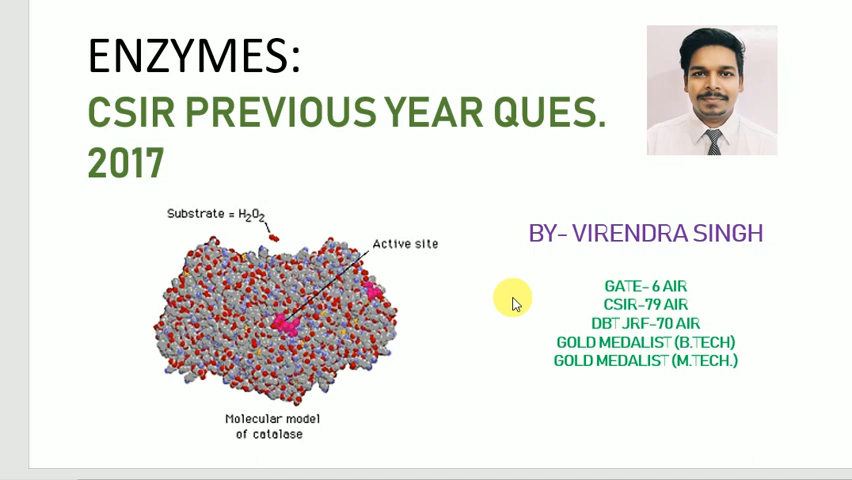 ENZYMES:
CSIR PREVIOUS YEAR QUES.
2017
Substrate = H₂O₂
Active site
BY- VIRENDRA SINGH
GATE- 6 AIR
CSIR-79 AIR
DBT JRF-70 AIR
GOLD MEDALIST (B.TECH)
GOLD MEDALIST (M.TECH.)
Molecular model
of catalase